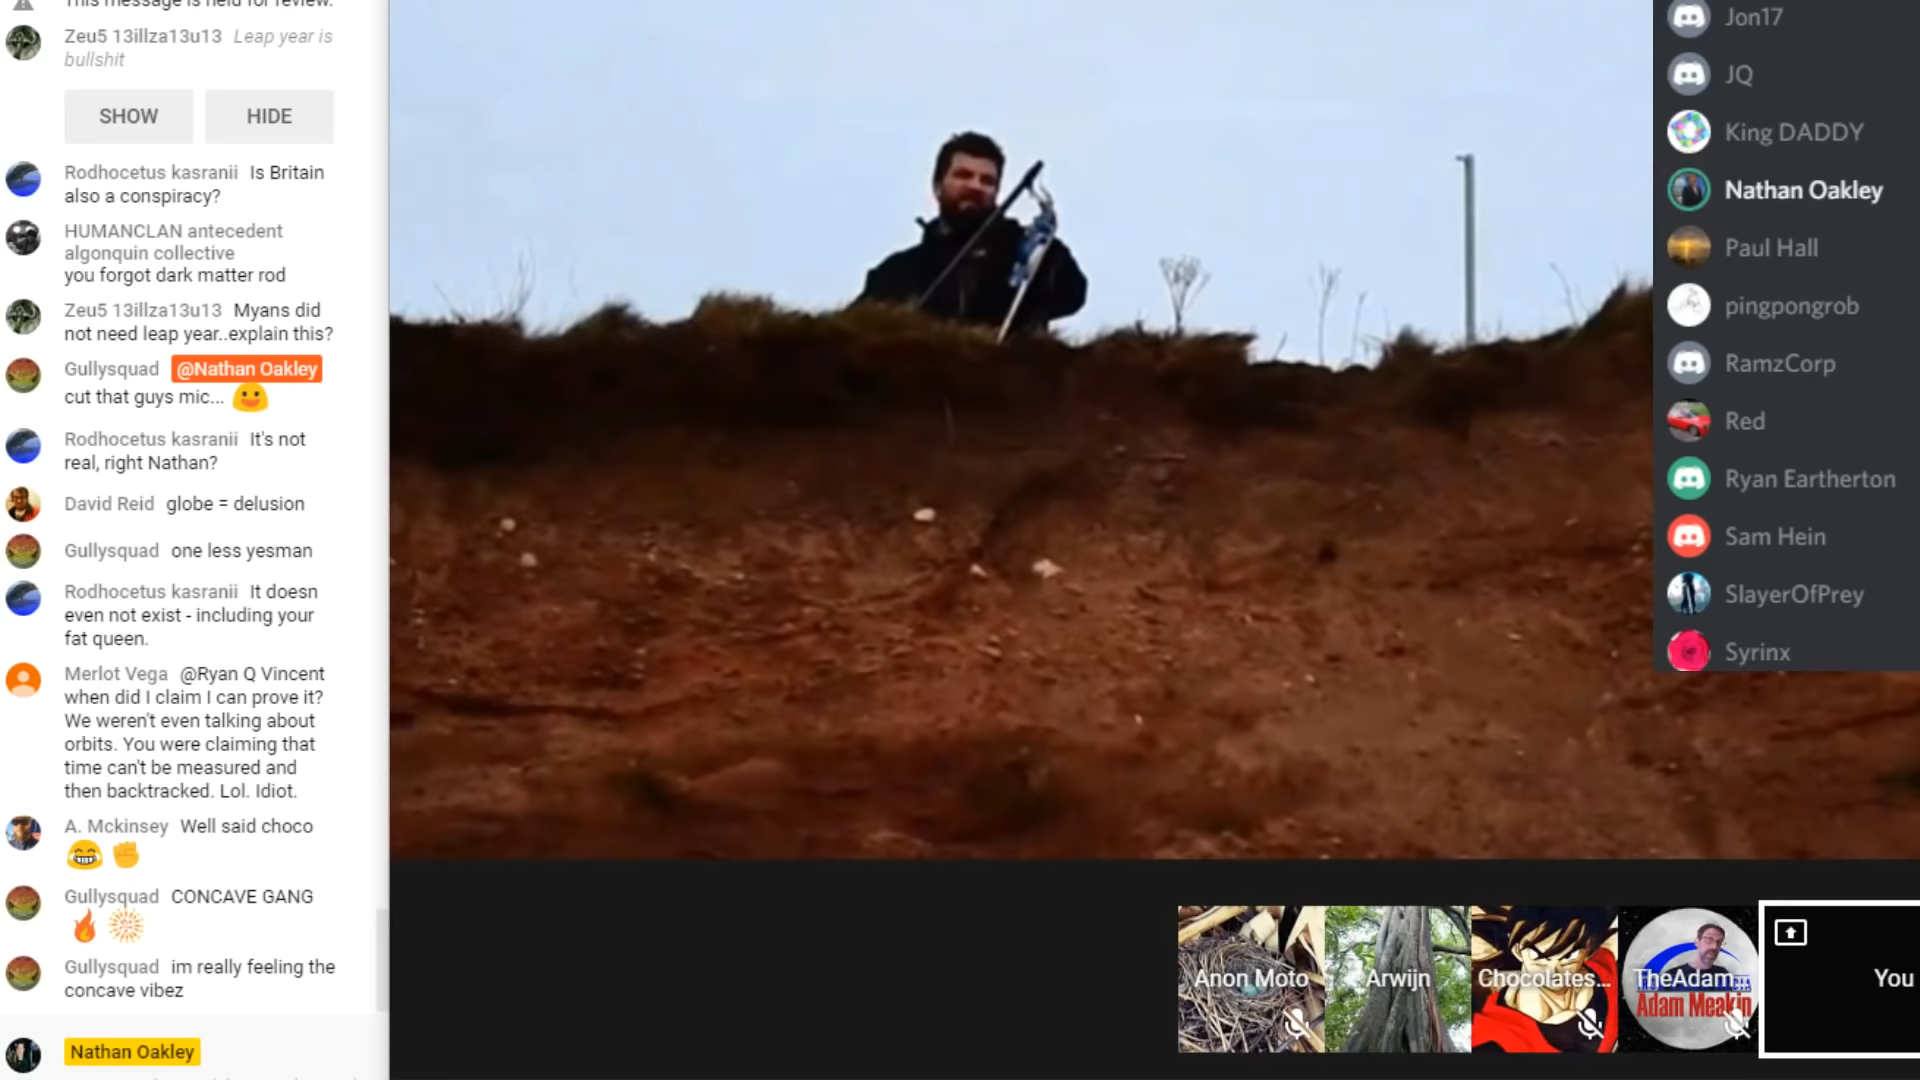 This message is held for review.
Zeu5 13illza13u13 Leap year is
bullshit
SHOW HIDE
Rodhocetus kasranii Is Britain
also a conspiracy?
HUMANCLAN antecedent
algonquin collective
you forgot dark matter rod
Zeu5 13illza13u13 Myans did
not need leap year..explain this?
Gullysquad @Nathan Oakley
cut that guys mic...
Rodhocetus kasranii It's not
real, right Nathan?
David Reid globe = delusion
Gullysquad one less yesman
Rodhocetus kasranii It doesn
even not exist - including your
fat queen.
Merlot Vega @Ryan Q Vincent
when did I claim I can prove it?
We weren't even talking about
orbits. You were claiming that
time can't be measured and
then backtracked. Lol. Idiot.
A. Mckinsey Well said choco
Gullysquad CONCAVE GANG
Gullysquad im really feeling the
concave vibez
Nathan Oakley
Jon17
JQ
King DADDY
Nathan Oakley
Paul Hall
pingpongrob
RamzCorp
Red
Ryan Eartherton
Sam Hein
SlayerOfPrey
Syrinx
Anon Moto
Arwijn
Chocolates...
TheAdam...
Adam Meakin
You